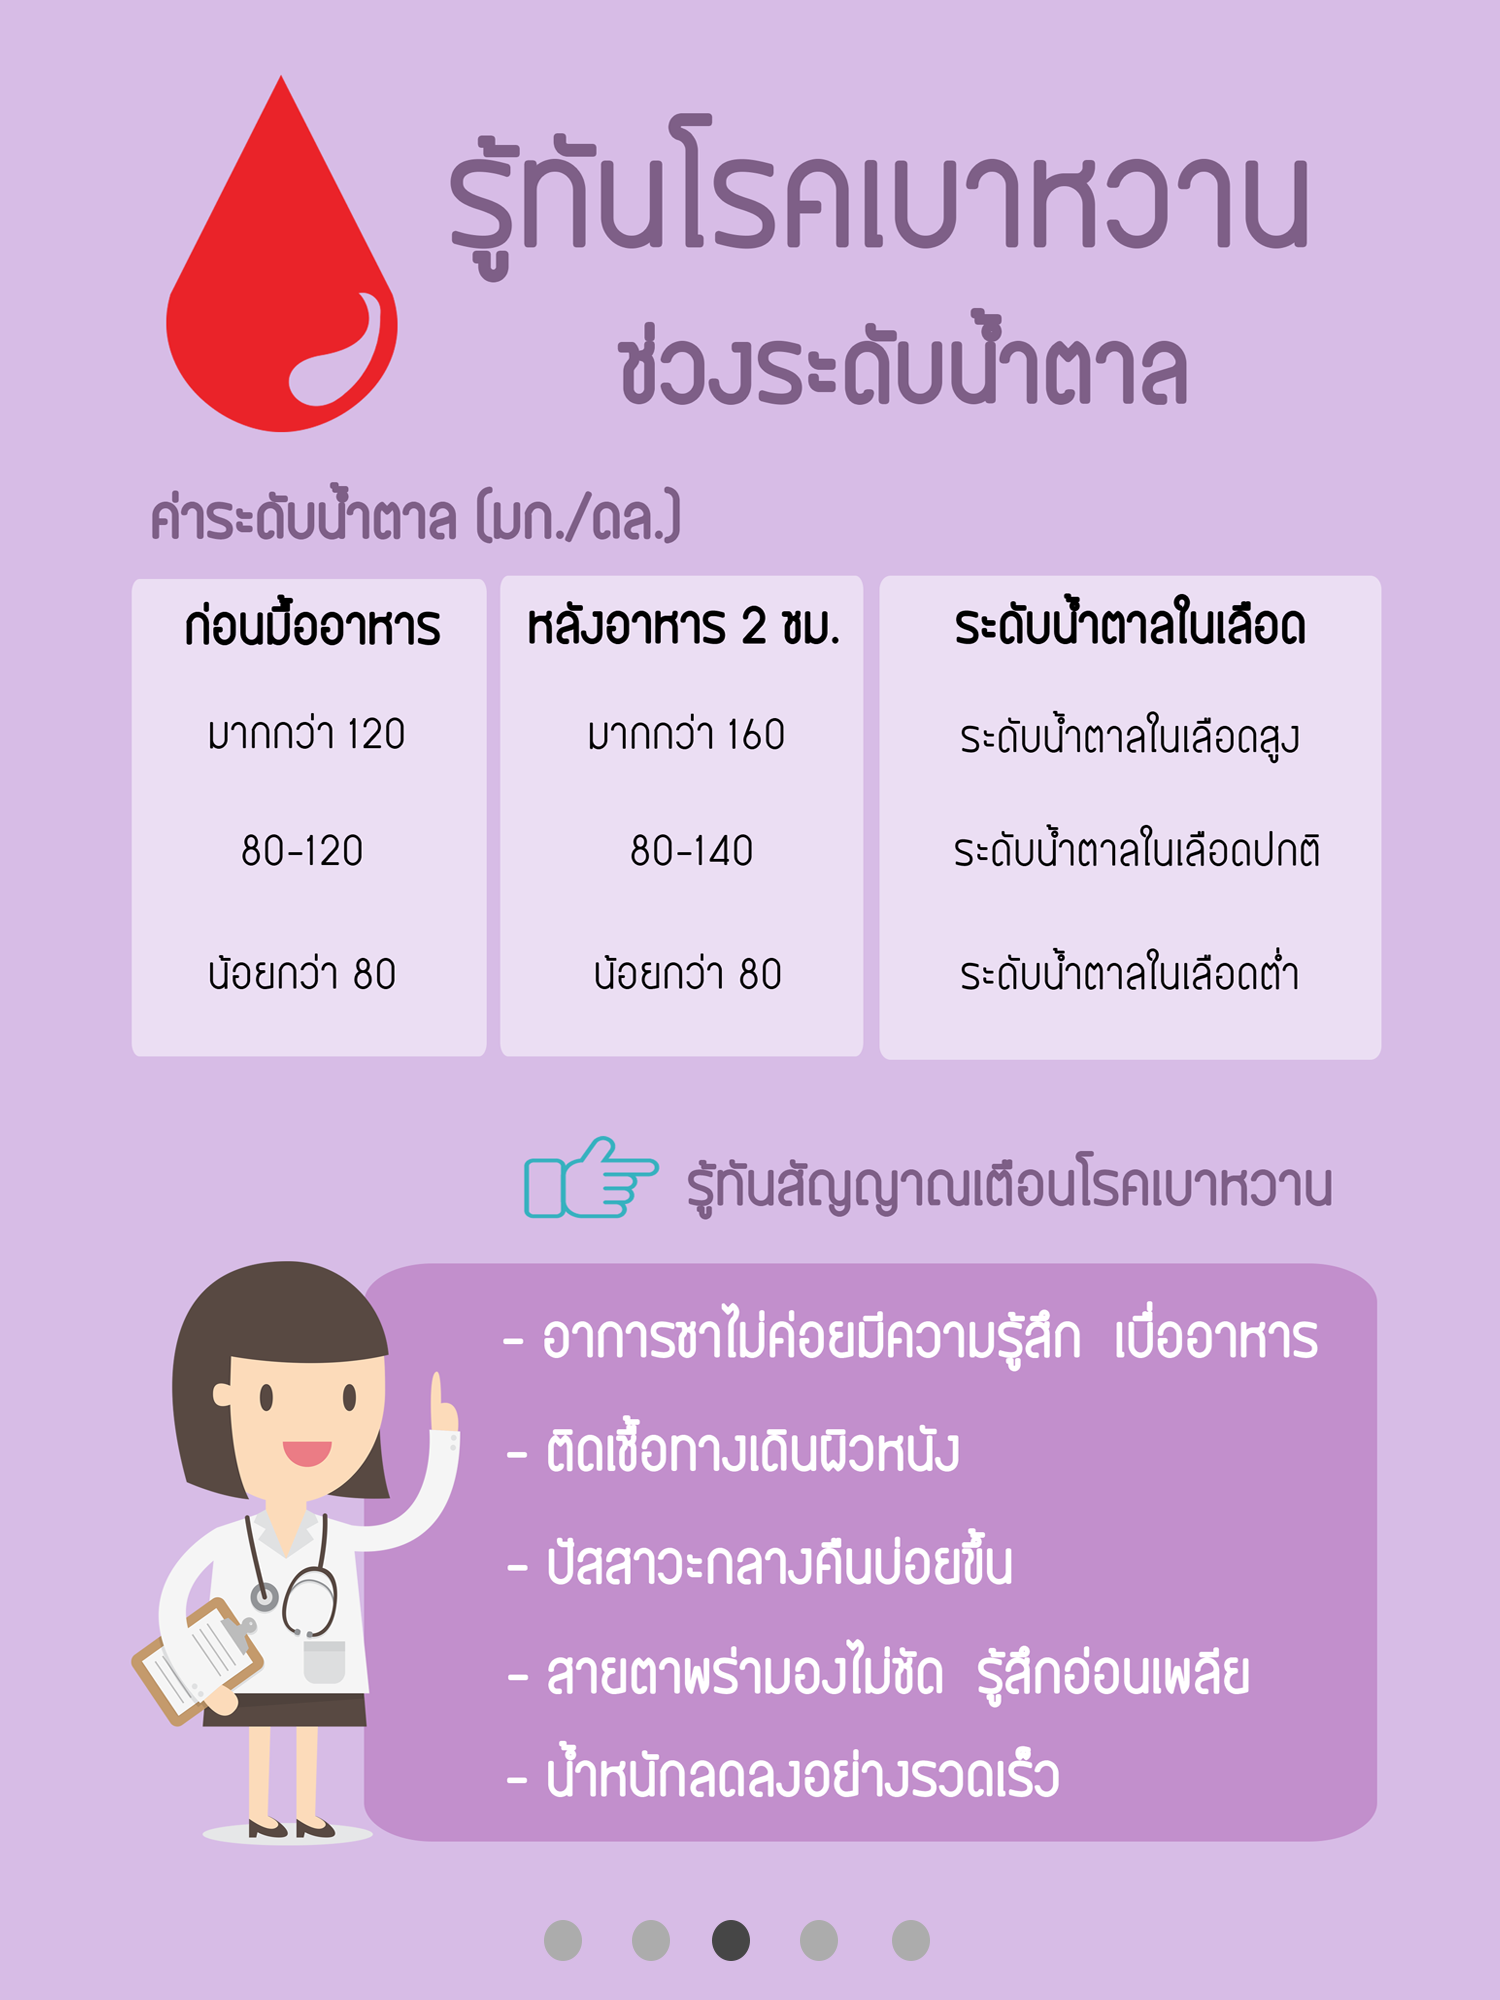 รู้ทันโรคเบาหวาน
ช่วงระดับน้ำตาล
ค่าระดับน้ำตาล (มก./ดล.)
ก่อนมื้ออาหาร หลังอาหาร 2 ชม. ระดับน้ำตาลในเลือด
มากกว่า 120 มากกว่า 160 ระดับน้ำตาลในเลือดสูง
80-120 80-140 ระดับน้ำตาลในเลือดปกติ
น้อยกว่า 80 น้อยกว่า 80 ระดับน้ำตาลในเลือดต่ำ
รู้ทันสัญญาณเตือนโรคเบาหวาน
- อาการชาไม่ค่อยมีความรู้สึก เบื่ออาหาร
- ติดเชื้อทางเดินผิวหนัง
- ปัสสาวะกลางคืนบ่อยขึ้น
- สายตาพร่ามองไม่ชัด รู้สึกอ่อนเพลีย
- น้ำหนักลดลงอย่างรวดเร็ว